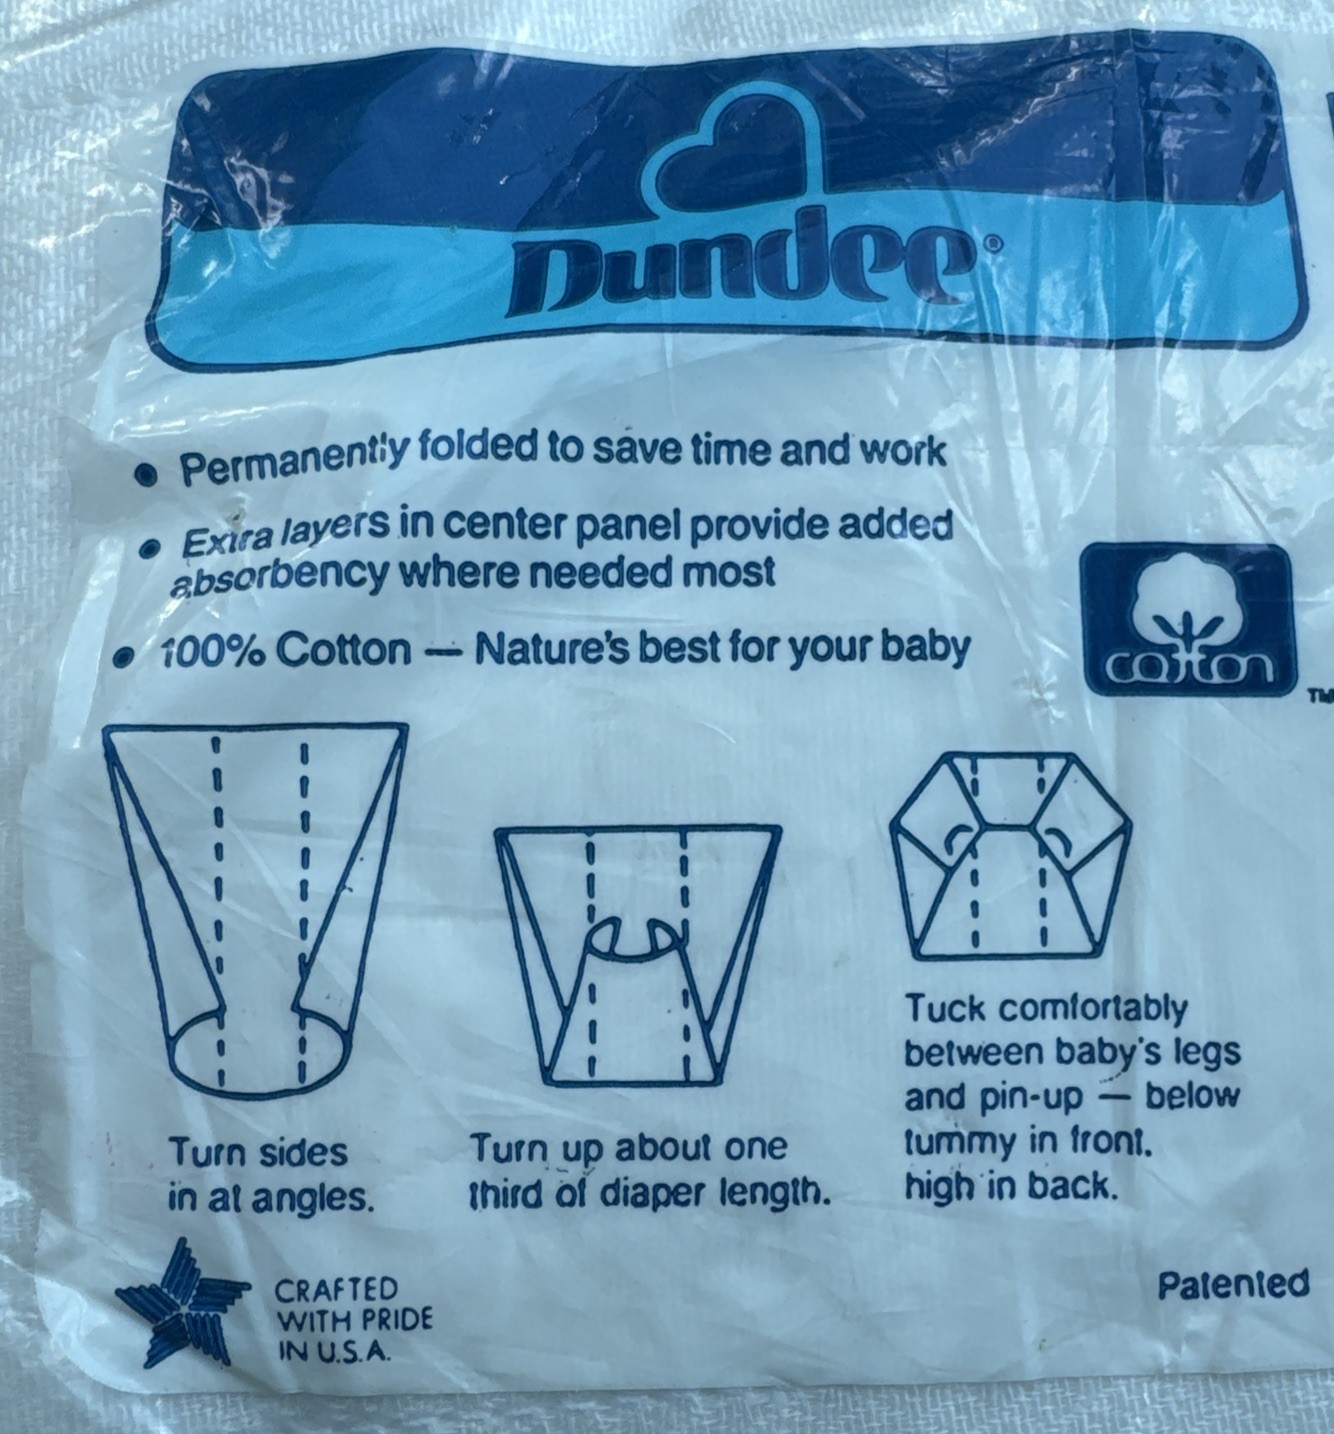 Dundee®
• Permanently folded to save time and work
• Extra layers in center panel provide added
absorbency where needed most
• 100% Cotton — Nature's best for your baby
cotton
TM
Turn sides
in at angles.
Turn up about one
third of diaper length.
Tuck comfortably
between baby's legs
and pin-up — below
tummy in front,
high in back.
CRAFTED
WITH PRIDE
IN U.S.A.
Patented